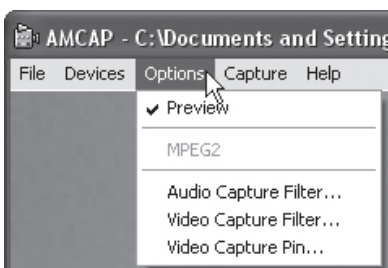 AMCAP - C:\Documents and Setting
File Devices Options Capture Help
Preview
MPEG2
Audio Capture Filter...
Video Capture Filter...
Video Capture Pin...